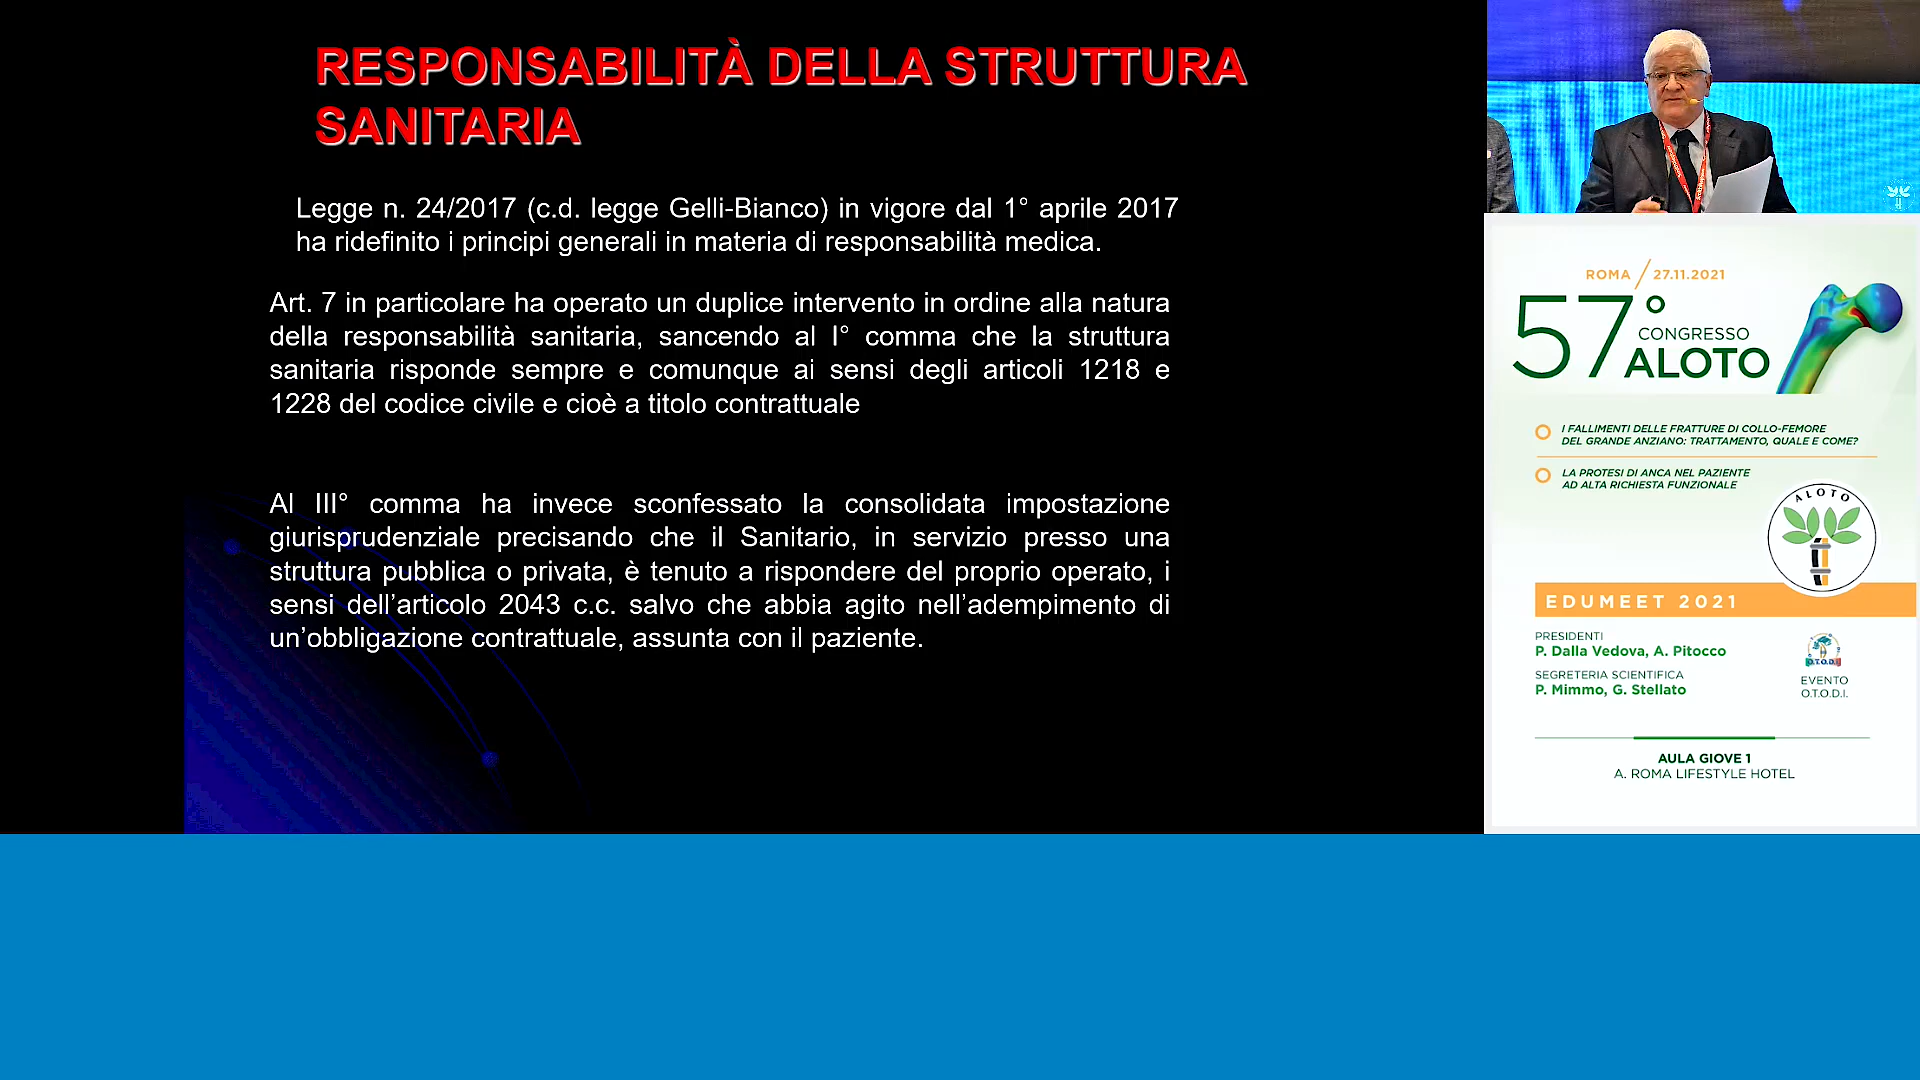 RESPONSABILITÀ DELLA STRUTTURA
SANITARIA
Legge n. 24/2017 (c.d. legge Gelli-Bianco) in vigore dal 1° aprile 2017
ha ridefinito i principi generali in materia di responsabilità medica.
Art. 7 in particolare ha operato un duplice intervento in ordine alla natura
della responsabilità sanitaria, sancendo al I° comma che la struttura
sanitaria risponde sempre e comunque ai sensi degli articoli 1218 e
1228 del codice civile e cioè a titolo contrattuale
Al III° comma ha invece sconfessato la consolidata impostazione
giurisprudenziale precisando che il Sanitario, in servizio presso una
struttura pubblica o privata, è tenuto a rispondere del proprio operato, i
sensi dell’articolo 2043 c.c. salvo che abbia agito nell’adempimento di
un’obbligazione contrattuale, assunta con il paziente.
ROMA / 27.11.2021
57°
CONGRESSO
ALOTO
I FALLIMENTI DELLE FRATTURE DI COLLO-FEMORE
DEL GRANDE ANZIANO: TRATTAMENTO, QUALE E COME?
LA PROTESI DI ANCA NEL PAZIENTE
AD ALTA RICHIESTA FUNZIONALE
ALOTO
EDUMEET 2021
PRESIDENTI
P. Dalla Vedova, A. Pitocco
SEGRETERIA SCIENTIFICA
P. Mimmo, G. Stellato
O.T.O.D.I.
EVENTO
O.T.O.D.I.
AULA GIOVE 1
A. ROMA LIFESTYLE HOTEL